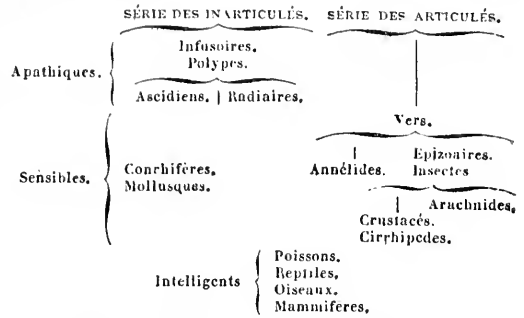 SÉRIE DES INARTICULÉS. SÉRIE DES ARTICULÉS.
Infusoires.
Polypes.
Apathiques.
Ascidiens. | Radiaires.
Vers.
Annélides. Epizoaires.
Insectes
Sensibles.
Conchifères.
Mollusques.
Arachnides.
Crustacés.
Cirrhipedes.
Intelligents
Poissons.
Reptiles.
Oiseaux.
Mammifères.